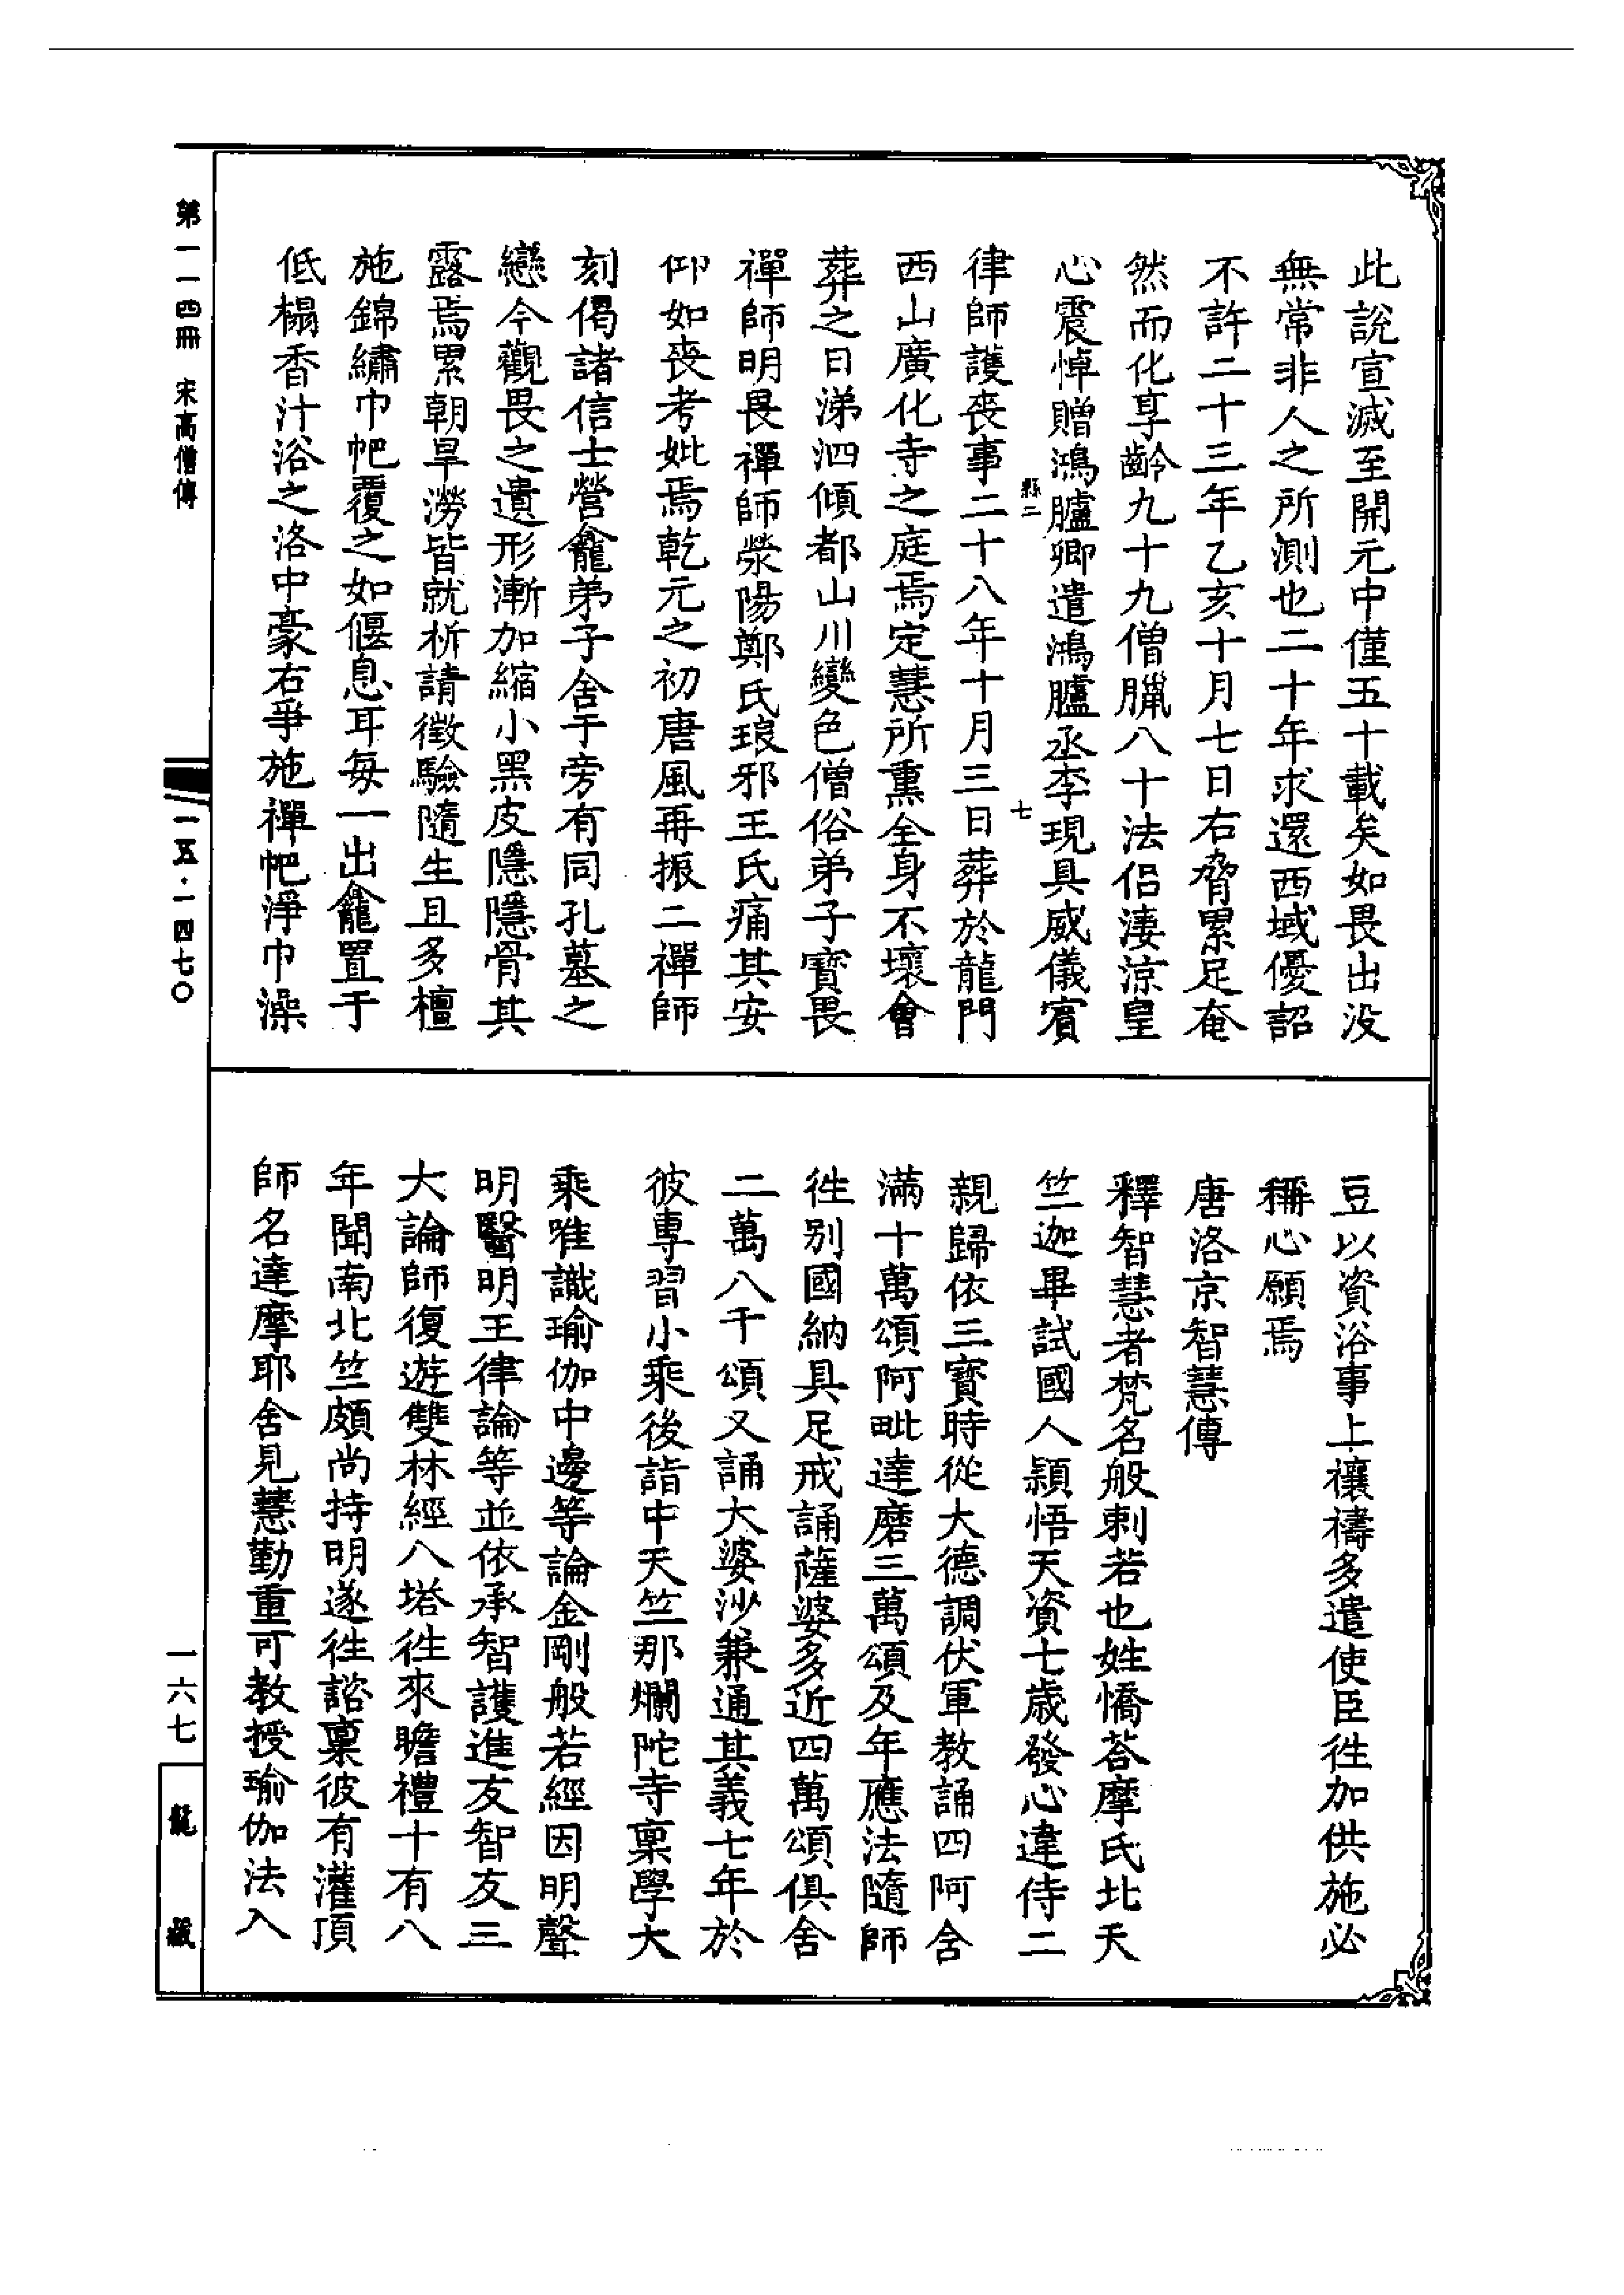 此說宣滅至開元中僅五十載矣如畏出没
無常非人之所測也二十年求還西域優詔
不許二十三年乙亥十月七日右脅累足奄
然而化享齡九十九僧臘八十法侶淒涼皇
心震悼贈鴻臚卿遣鴻臚丞李現具威儀賓
縣二
七
律師護喪事二十八年十月三日葬於龍門
西山廣化寺之庭焉定慧所熏全身不壞會
葬之日涕泗傾都山川變色僧俗弟子寶畏
禪師明畏禪師滎陽鄭氏琅邪王氏痛其安
仰如喪考妣焉乾元之初唐風再振二禪師
刻偈諸信士營龕弟子舍于旁有同孔墓之
戀今觀畏之遺形漸加縮小黑皮隱隱骨其
露焉累朝旱澇皆就析請徵驗隨生且多檀
施錦繡巾帊覆之如偃息耳每一出龕置于
低榻香汁浴之洛中豪右爭施禪帊淨巾澡
豆以資浴事上禳禱多遣使臣徃加供施必
稱心願焉
唐洛京智慧傳
釋智慧者梵名般剌若也姓憍荅摩氏北天
竺迦畢試國人穎悟天資七歲發心違侍二
親歸依三寶時從大德調伏軍教誦四阿含
滿十萬頌阿毗達磨三萬頌及年應法隨師
徃別國納具足戒誦薩婆多近四萬頌俱舍
二萬八千頌又誦大婆沙兼通其義七年於
彼專習小乘後詣中天竺那爛陀寺稟學大
乘唯識瑜伽中邊等論金剛般若經因明聲
明醫明王律論等並依承智護進友智友三
大論師復遊雙林經八塔徃來瞻禮十有八
年聞南北竺頗尚持明遂徃諮稟彼有灌頂
師名達摩耶舍見慧勤重可教授瑜伽法入
第一一四冊 宋高僧傳
一五·一四七〇
一六七
龍藏